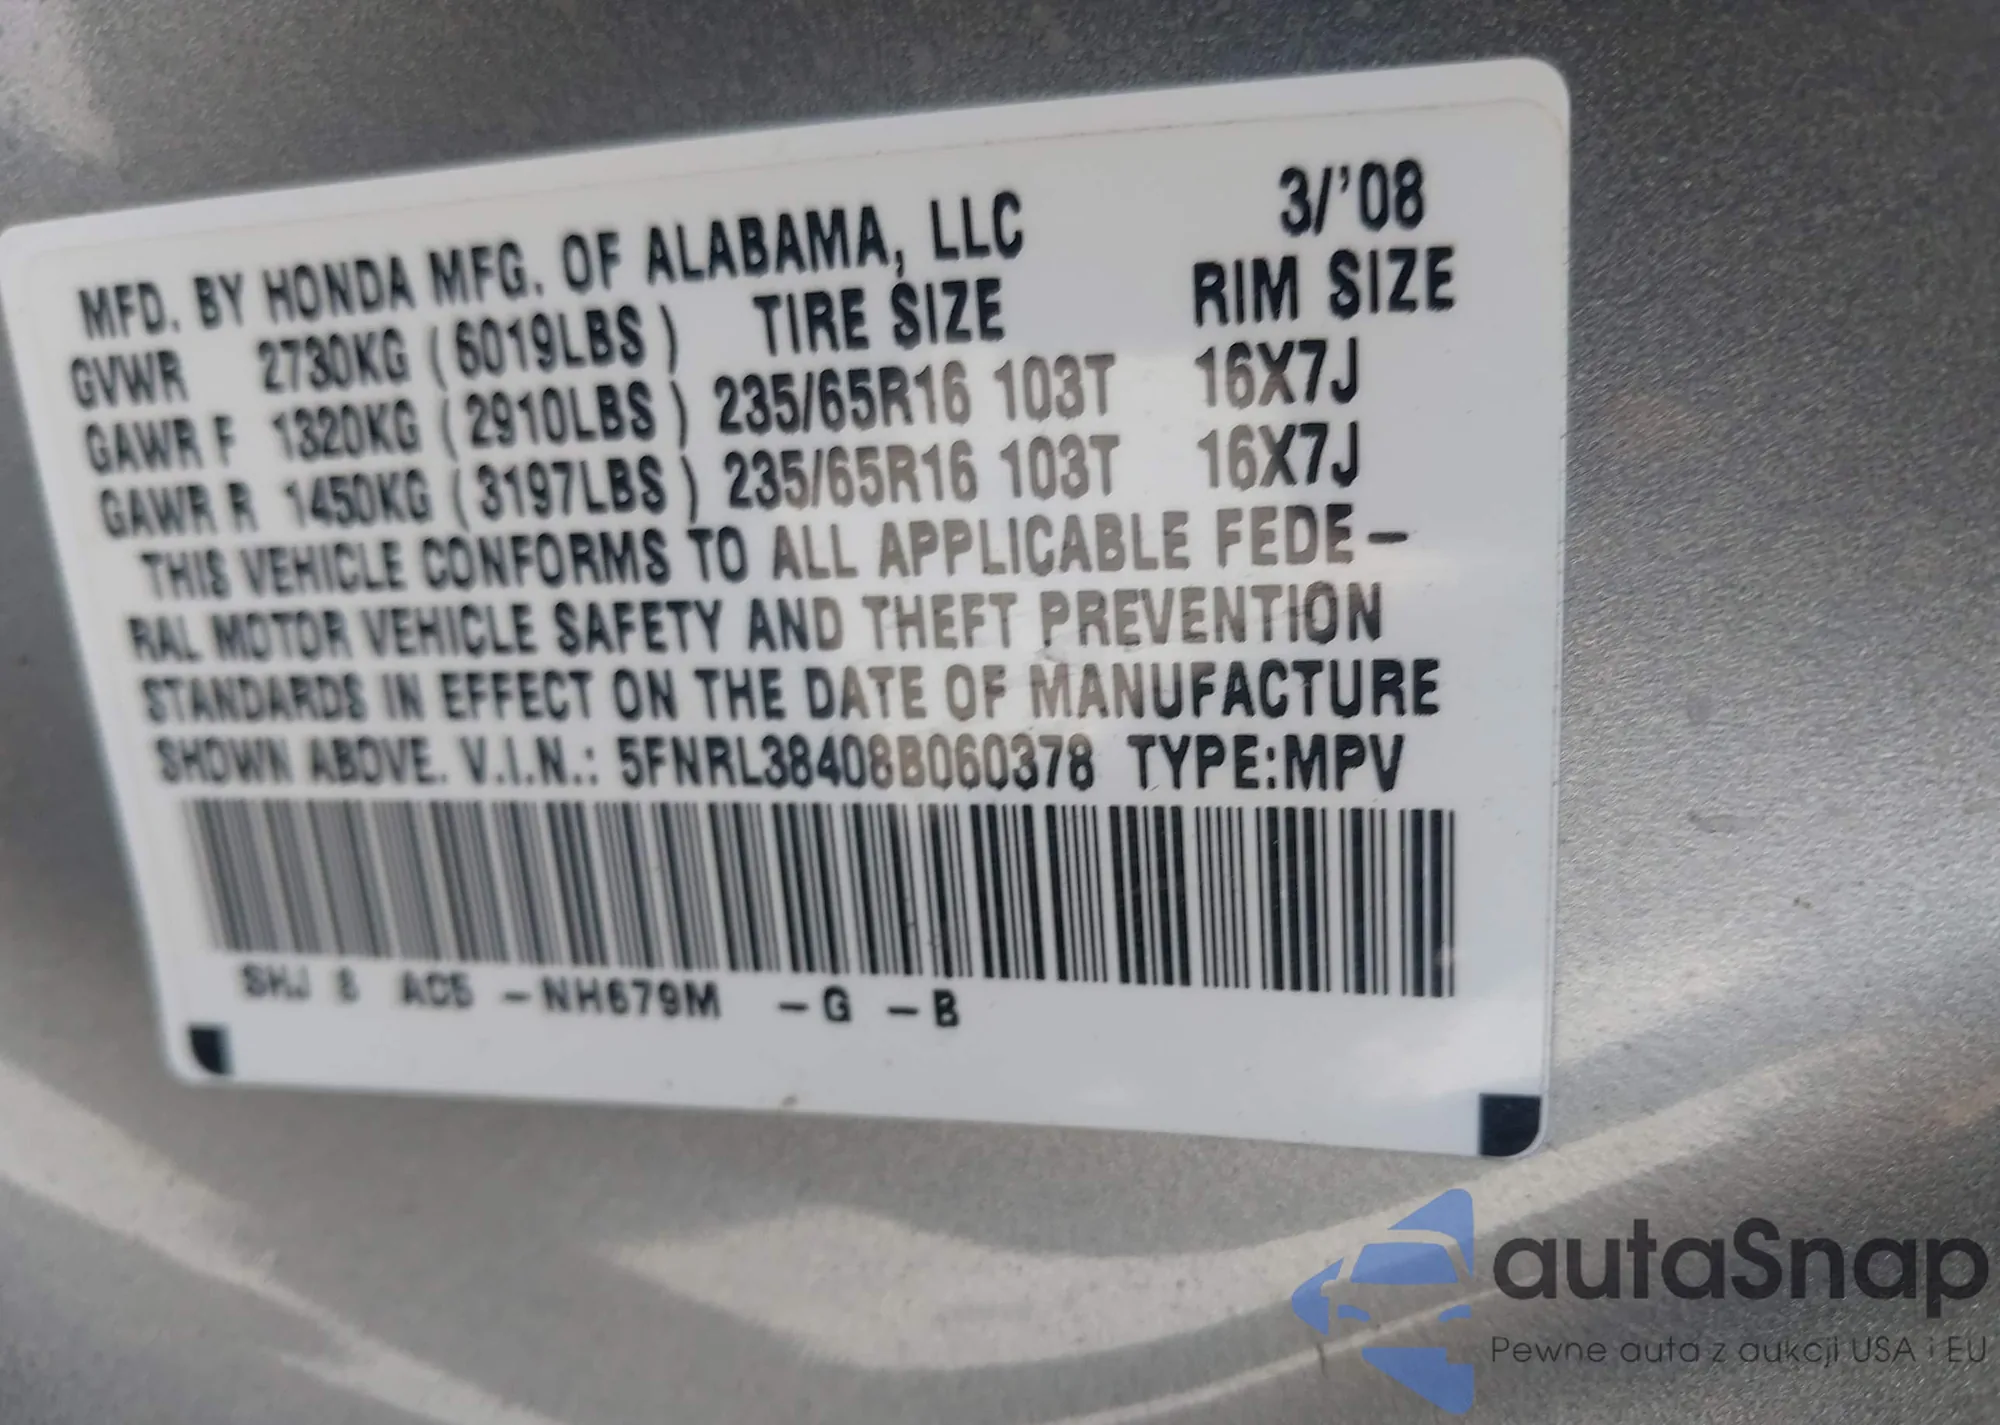 MFD. BY HONDA MFG. OF ALABAMA, LLC 3/'08
GVWR 2730KG (6019LBS) TIRE SIZE RIM SIZE
GAWR F 1320KG (2910LBS) 235/65R16 103T 16X7J
GAWR R 1450KG (3197LBS) 235/65R16 103T 16X7J
THIS VEHICLE CONFORMS TO ALL APPLICABLE FEDE-
RAL MOTOR VEHICLE SAFETY AND THEFT PREVENTION
STANDARDS IN EFFECT ON THE DATE OF MANUFACTURE
SHOWN ABOVE. V.I.N.: 5FNRL38408B060378 TYPE:MPV
SHJ 8 AC5 -NH679M -G -B
autaSnap
Pewne auta z aukcji USA i EU